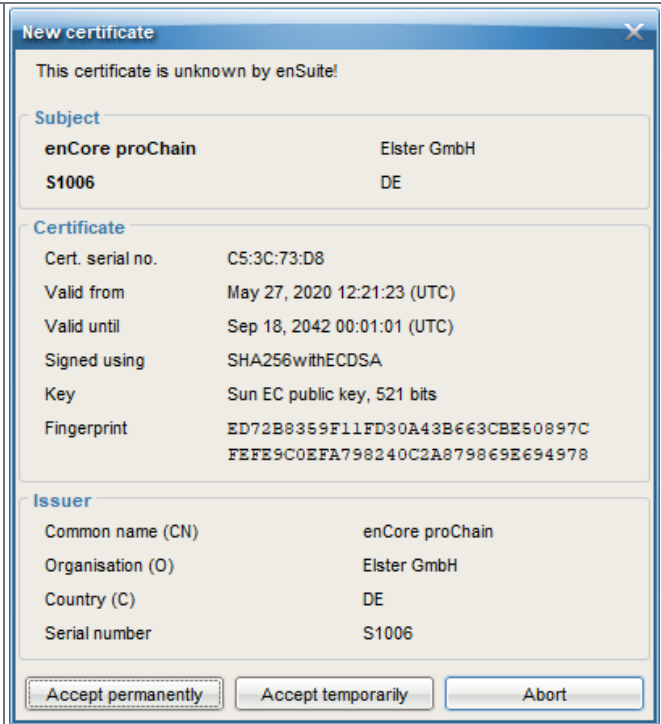 New certificate
This certificate is unknown by enSuite!
Subject
enCore proChain Elster GmbH
S1006 DE
Certificate
Cert. serial no. C5:3C:73:D8
Valid from May 27, 2020 12:21:23 (UTC)
Valid until Sep 18, 2042 00:01:01 (UTC)
Signed using SHA256withECDSA
Key Sun EC public key, 521 bits
Fingerprint ED72B8359F11FD30A43B663CBE50897C
FEFE9C0EFA798240C2A879869E694978
Issuer
Common name (CN) enCore proChain
Organisation (O) Elster GmbH
Country (C) DE
Serial number S1006
Accept permanently Accept temporarily Abort